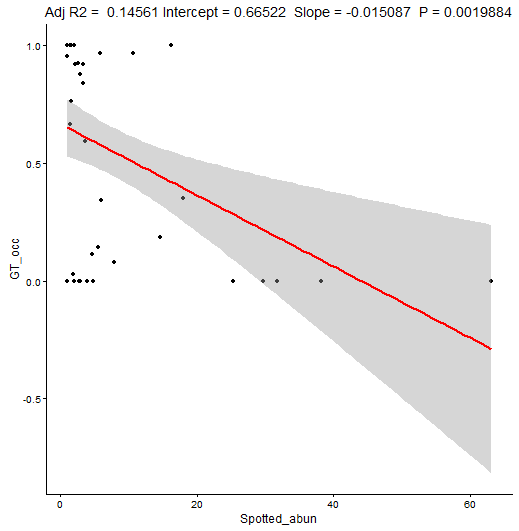 Adj R2 =  0.14561 Intercept = 0.66522  Slope = -0.015087  P = 0.0019884
1.0
0.5
0.0
-0.5
GT_occ
0
20
40
60
Spotted_abun